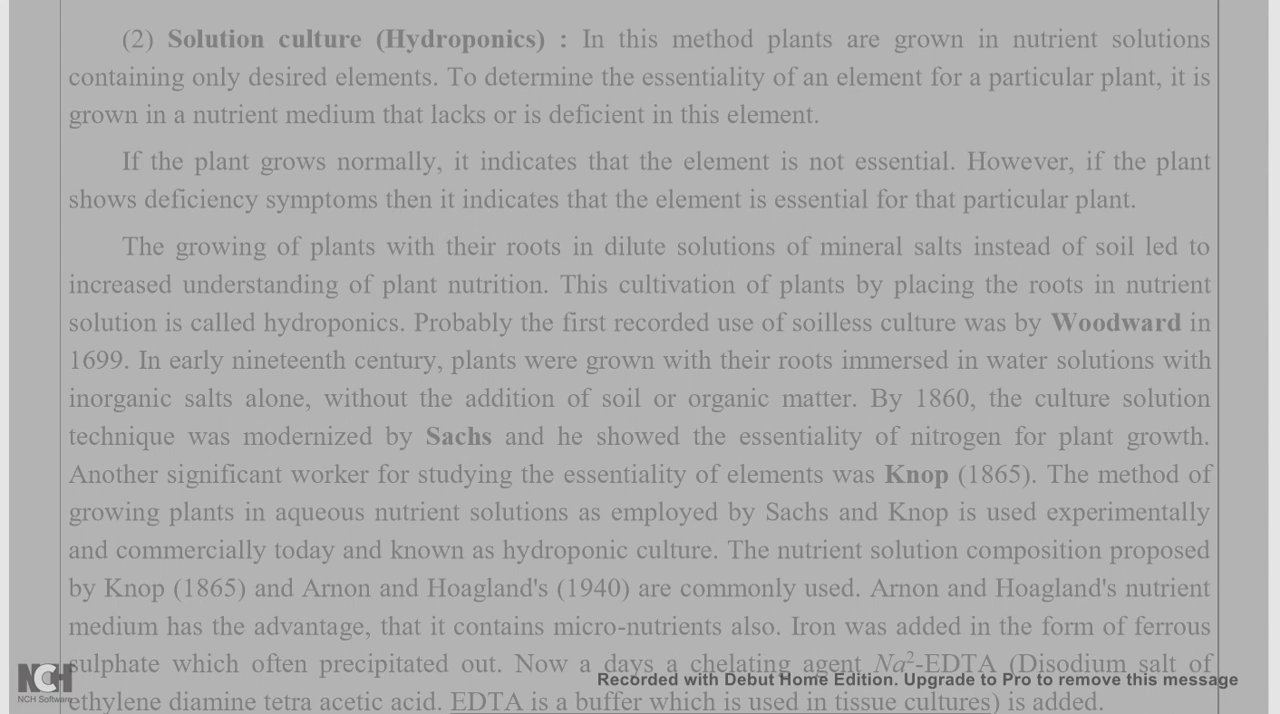 (2) Solution culture (Hydroponics) : In this method plants are grown in nutrient solutions
containing only desired elements. To determine the essentiality of an element for a particular plant, it is
grown in a nutrient medium that lacks or is deficient in this element.
If the plant grows normally, it indicates that the element is not essential. However, if the plant
shows deficiency symptoms then it indicates that the element is essential for that particular plant.
The growing of plants with their roots in dilute solutions of mineral salts instead of soil led to
increased understanding of plant nutrition. This cultivation of plants by placing the roots in nutrient
solution is called hydroponics. Probably the first recorded use of soilless culture was by Woodward in
1699. In early nineteenth century, plants were grown with their roots immersed in water solutions with
inorganic salts alone, without the addition of soil or organic matter. By 1860, the culture solution
technique was modernized by Sachs and he showed the essentiality of nitrogen for plant growth.
Another significant worker for studying the essentiality of elements was Knop (1865). The method of
growing plants in aqueous nutrient solutions as employed by Sachs and Knop is used experimentally
and commercially today and known as hydroponic culture. The nutrient solution composition proposed
by Knop (1865) and Arnon and Hoagland's (1940) are commonly used. Arnon and Hoagland's nutrient
medium has the advantage, that it contains micro-nutrients also. Iron was added in the form of ferrous
sulphate which often precipitated out. Now a days a chelating agent Na²-EDTA (Disodium salt of
ethylene diamine tetra acetic acid. EDTA is a buffer which is used in tissue cultures) is added.
NCH
NCH Software
Recorded with Debut Home Edition. Upgrade to Pro to remove this message